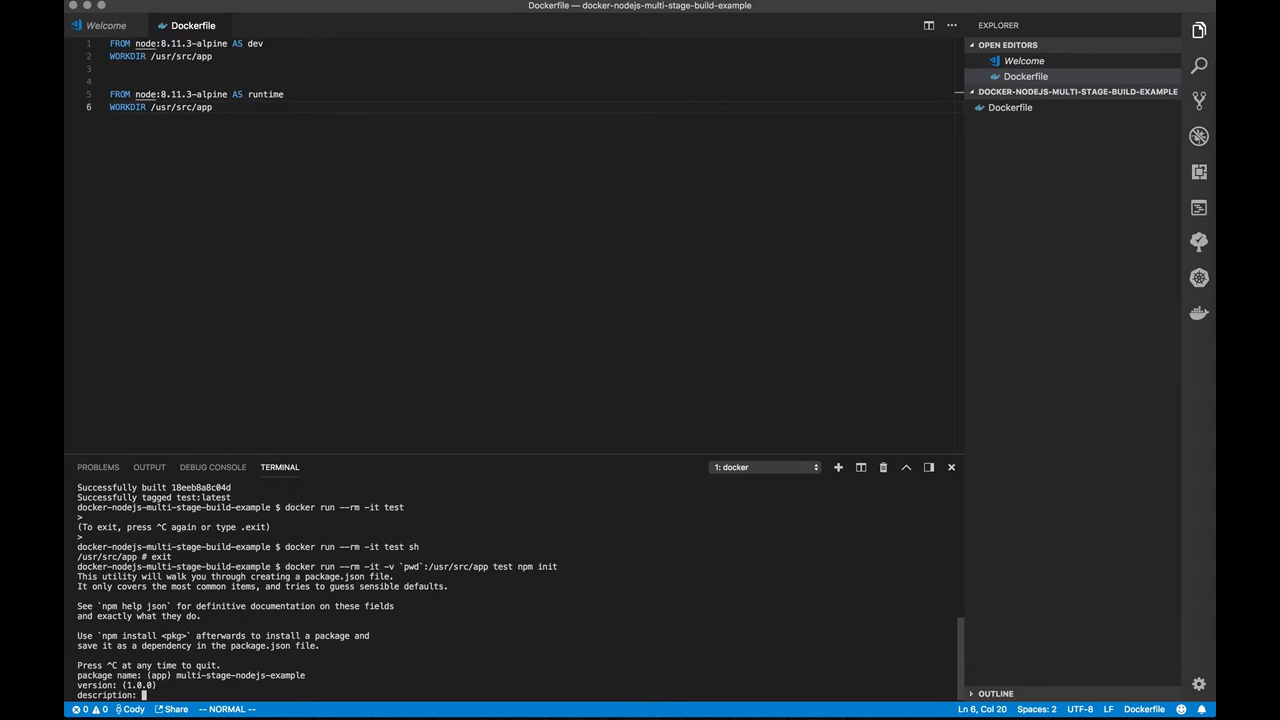 Dockerfile — docker-nodejs-multi-stage-build-example
Welcome
Dockerfile
1 FROM node:8.11.3-alpine AS dev
2 WORKDIR /usr/src/app
3
4
5 FROM node:8.11.3-alpine AS runtime
6 WORKDIR /usr/src/app
EXPLORER
OPEN EDITORS
Welcome
Dockerfile
DOCKER-NODEJS-MULTI-STAGE-BUILD-EXAMPLE
Dockerfile
OUTLINE
PROBLEMS OUTPUT DEBUG CONSOLE TERMINAL
1: docker
Successfully built 18eeb8a8c04d
Successfully tagged test:latest
docker-nodejs-multi-stage-build-example $ docker run --rm -it test
>
(To exit, press ^C again or type .exit)
>
docker-nodejs-multi-stage-build-example $ docker run --rm -it test sh
/usr/src/app # exit
docker-nodejs-multi-stage-build-example $ docker run --rm -it -v `pwd`:/usr/src/app test npm init
This utility will walk you through creating a package.json file.
It only covers the most common items, and tries to guess sensible defaults.
See `npm help json` for definitive documentation on these fields
and exactly what they do.
Use `npm install <pkg>` afterwards to install a package and
save it as a dependency in the package.json file.
Press ^C at any time to quit.
package name: (app) multi-stage-nodejs-example
version: (1.0.0)
description:
0 0 Cody Share -- NORMAL -- Ln 6, Col 20 Spaces: 2 UTF-8 LF Dockerfile